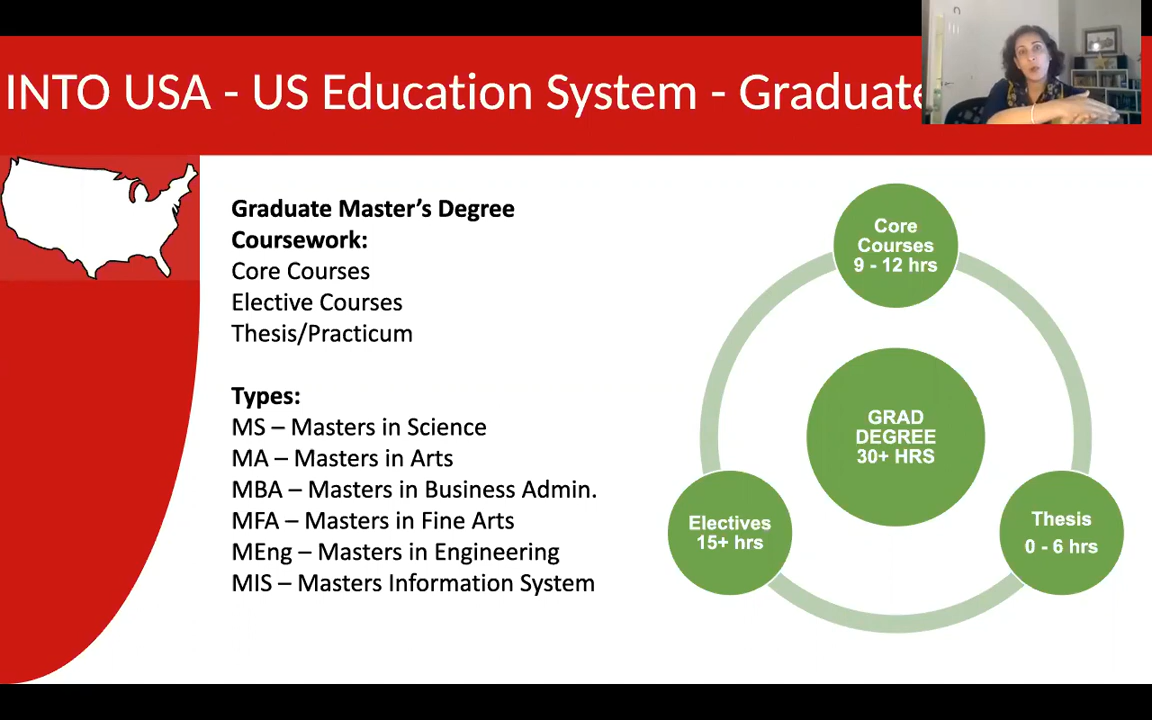 INTO USA - US Education System - Graduate
Graduate Master’s Degree
Coursework:
Core Courses
Elective Courses
Thesis/Practicum
Types:
MS – Masters in Science
MA – Masters in Arts
MBA – Masters in Business Admin.
MFA – Masters in Fine Arts
MEng – Masters in Engineering
MIS – Masters Information System
Core
Courses
9 - 12 hrs
GRAD
DEGREE
30+ HRS
Electives
15+ hrs
Thesis
0 - 6 hrs